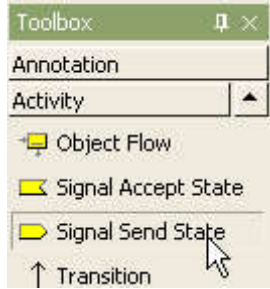 Toolbox
Annotation
Activity
Object Flow
Signal Accept State
Signal Send State
Transition